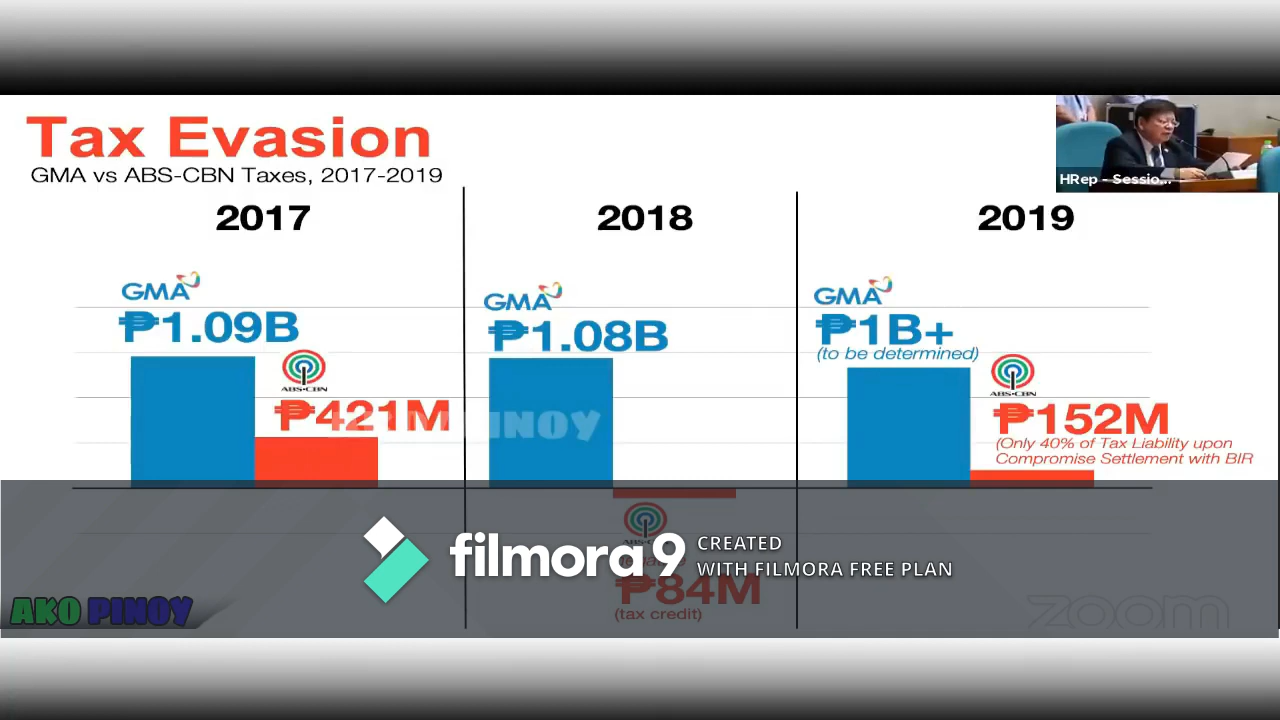 Tax Evasion
GMA vs ABS-CBN Taxes, 2017-2019
HRep - Sessio...
2017
2018
2019
GMA
₱1.09B
ABS-CBN
₱421M
PINOY
GMA
₱1.08B
₱84M
(tax credit)
GMA
₱1B+
(to be determined)
ABS-CBN
₱152M
(Only 40% of Tax Liability upon
Compromise Settlement with BIR
filmora9
CREATED
WITH FILMORA FREE PLAN
AKO PINOY
zoom